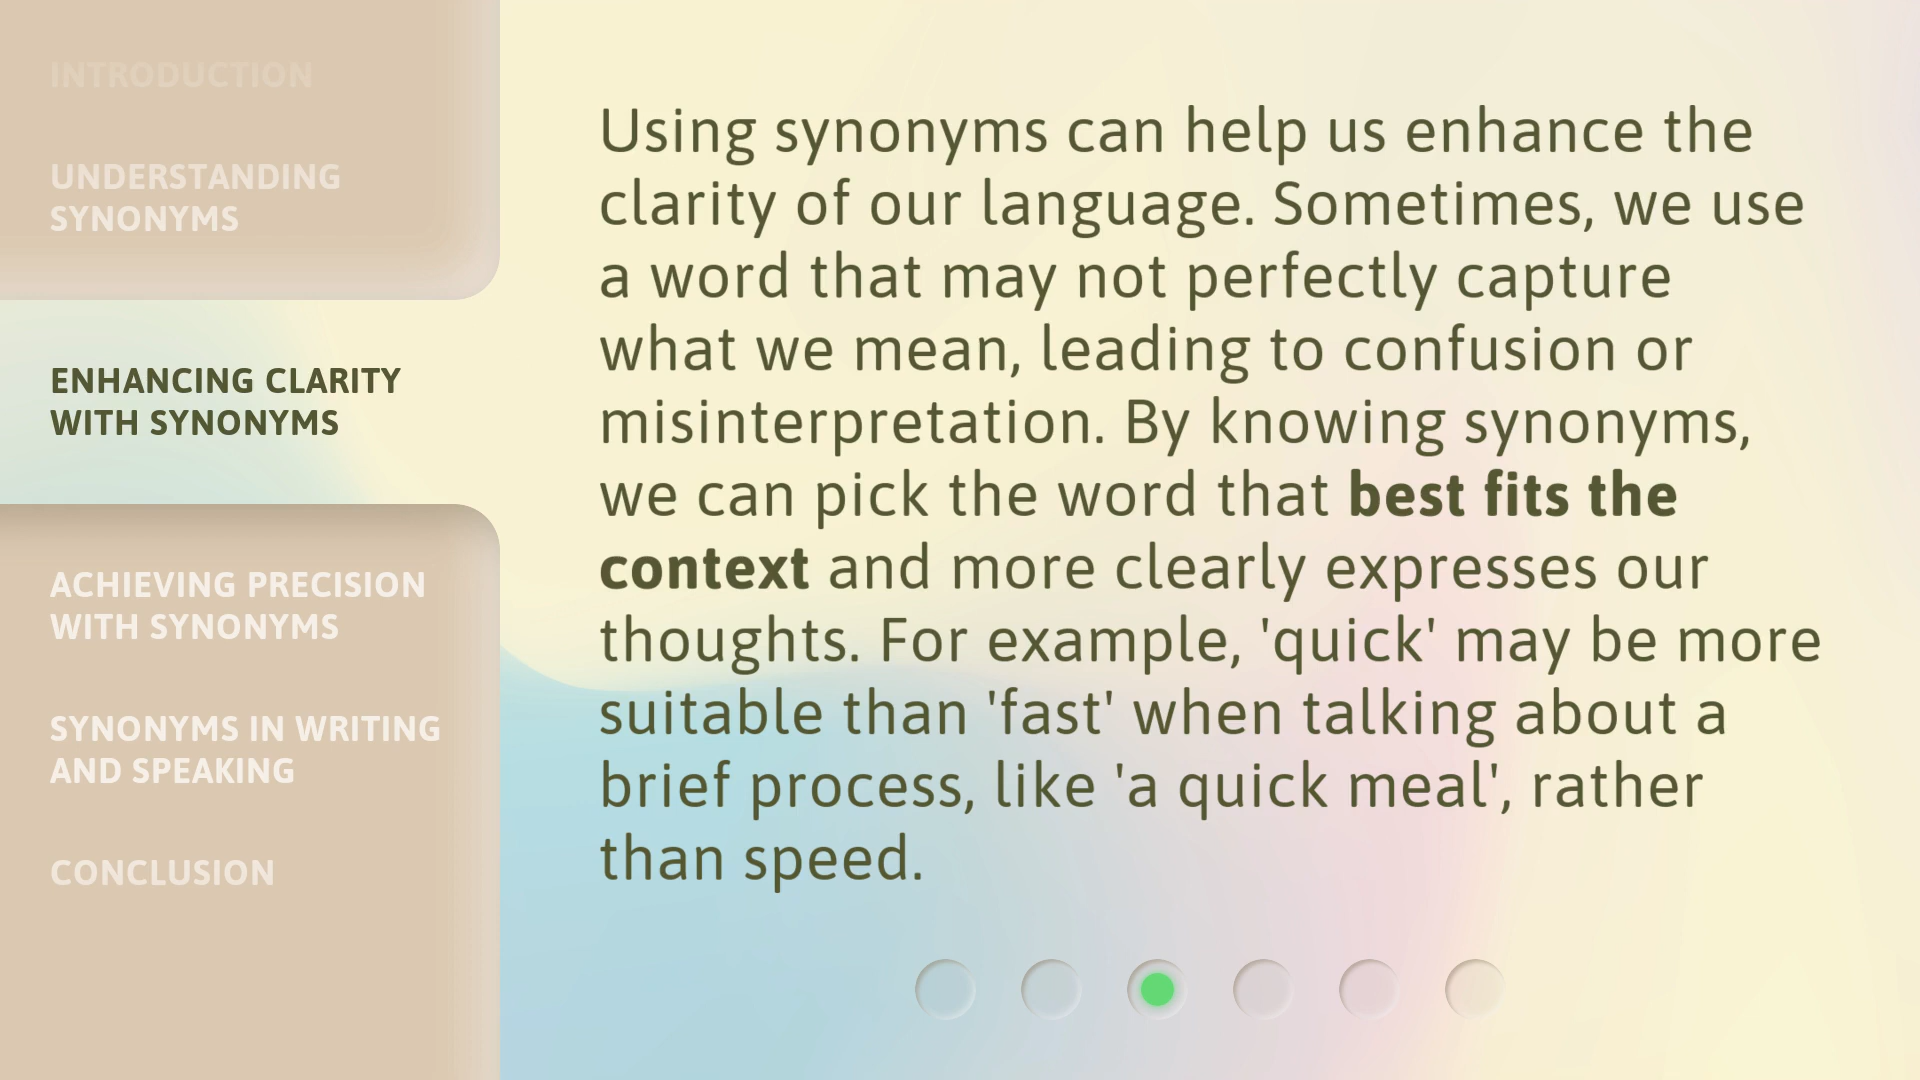 INTRODUCTION
UNDERSTANDING
SYNONYMS
ENHANCING CLARITY
WITH SYNONYMS
ACHIEVING PRECISION
WITH SYNONYMS
SYNONYMS IN WRITING
AND SPEAKING
CONCLUSION
Using synonyms can help us enhance the
clarity of our language. Sometimes, we use
a word that may not perfectly capture
what we mean, leading to confusion or
misinterpretation. By knowing synonyms,
we can pick the word that best fits the
context and more clearly expresses our
thoughts. For example, 'quick' may be more
suitable than 'fast' when talking about a
brief process, like 'a quick meal', rather
than speed.